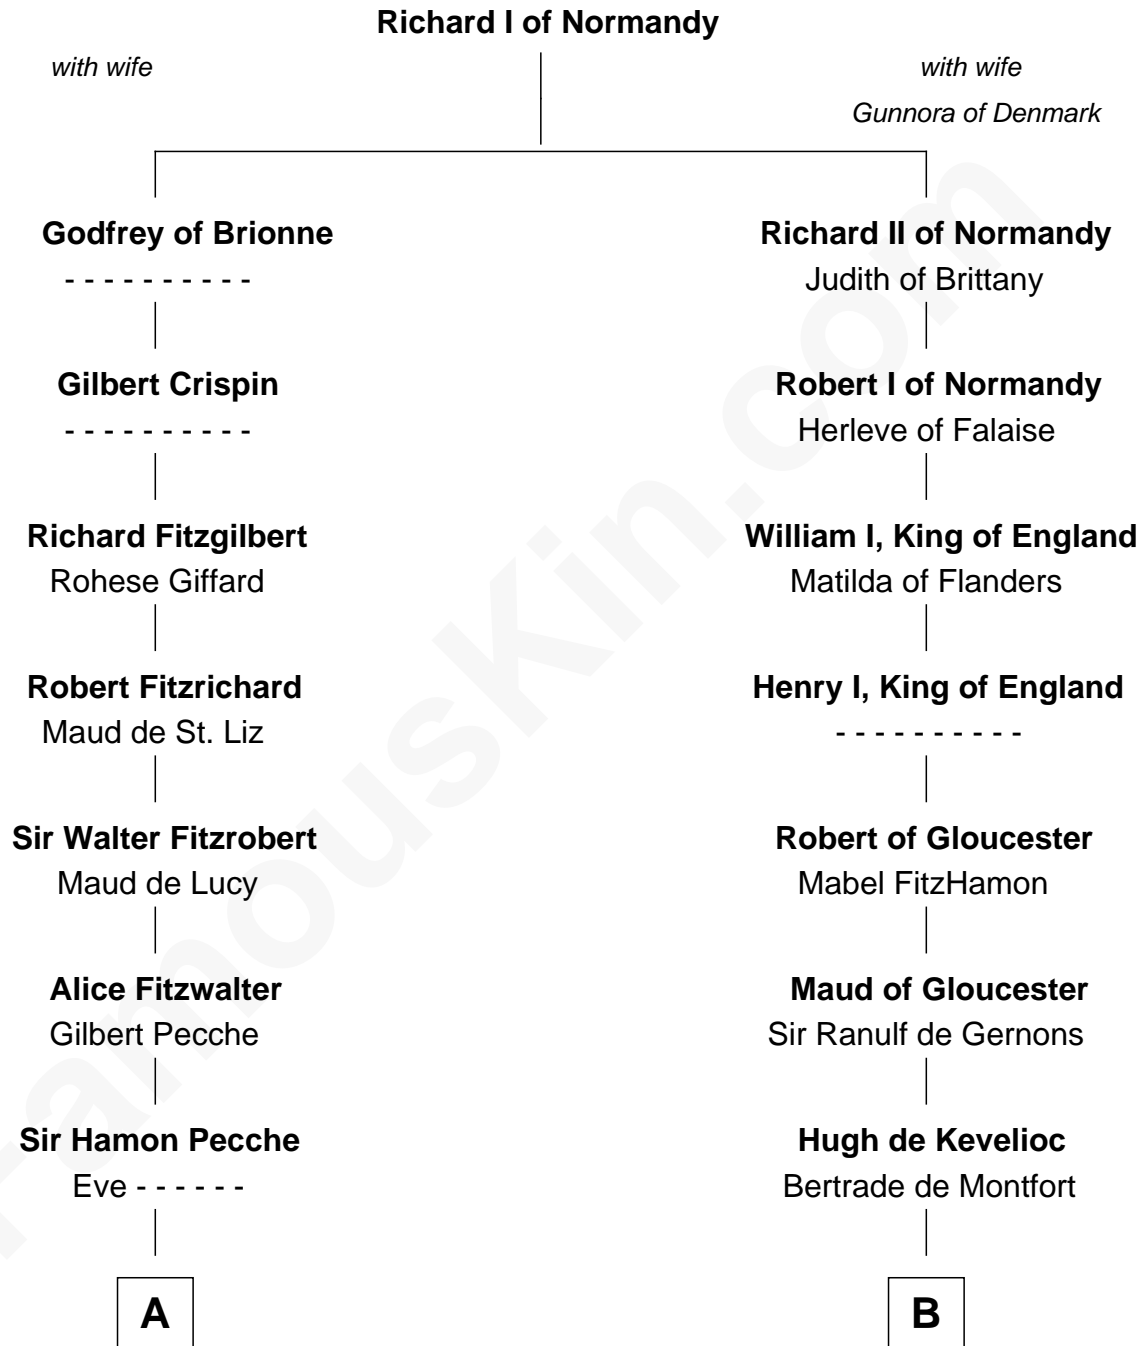 Richard I of Normandy
with wife
with wife
Gunnora of Denmark
Godfrey of Brionne
- - - - - - - - - -
Richard II of Normandy
Judith of Brittany
Gilbert Crispin
- - - - - - - - - -
Robert I of Normandy
Herleve of Falaise
Richard Fitzgilbert
Rohese Giffard
William I, King of England
Matilda of Flanders
Robert Fitzrichard
Maud de St. Liz
Henry I, King of England
- - - - - - - - - -
Sir Walter Fitzrobert
Maud de Lucy
Robert of Gloucester
Mabel FitzHamon
Alice Fitzwalter
Gilbert Pecche
Maud of Gloucester
Sir Ranulf de Gernons
Sir Hamon Pecche
Eve - - - - - -
Hugh de Kevelioc
Bertrade de Montfort
A
B
FamousKin.com